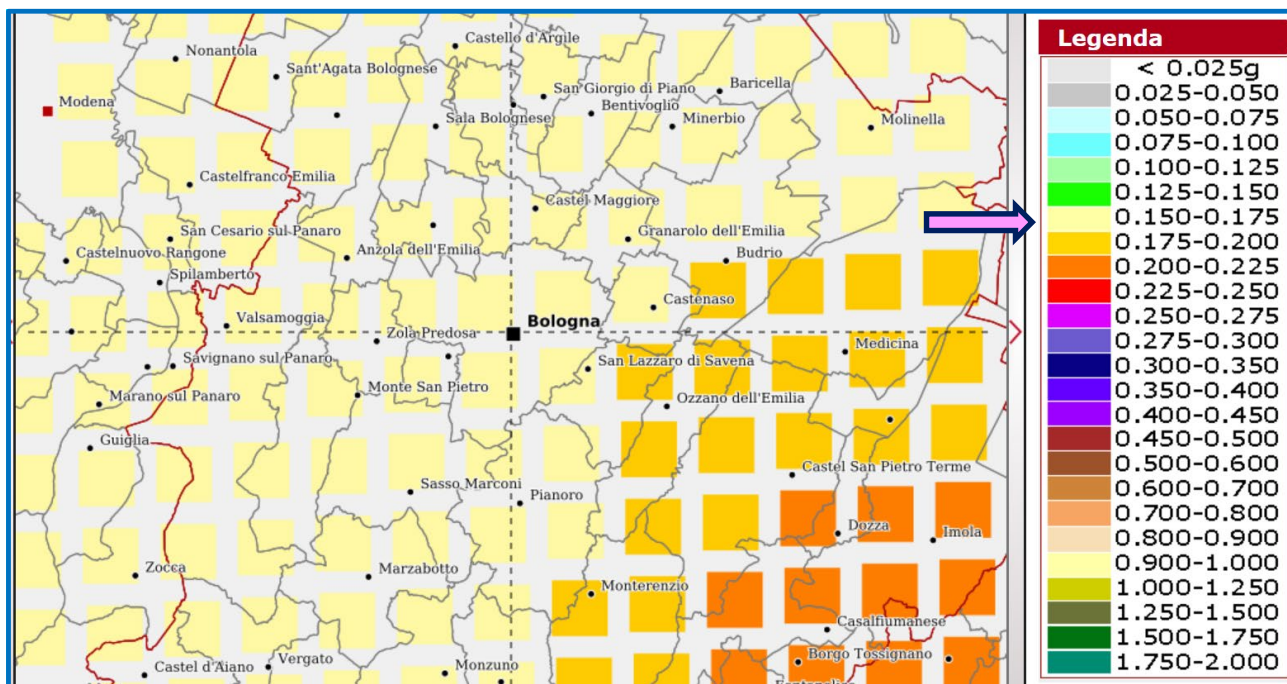 Nonantola
Castello d'Argile
Sant'Agata Bolognese
Modena
San Giorgio di Piano
Baricella
Bentivoglio
Sala Bolognese
Minerbio
Molinella
Castelfranco Emilia
Castel Maggiore
San Cesario sul Panaro
Granarolo dell'Emilia
Castelnuovo Rangone
Anzola dell'Emilia
Budrio
Spilamberto
Castenaso
Valsamoggia
Bologna
Zola Predosa
Medicina
Savignano sul Panaro
San Lazzaro di Savena
Monte San Pietro
Marano sul Panaro
Ozzano dell'Emilia
Guiglia
Castel San Pietro Terme
Sasso Marconi
Pianoro
Dozza
Imola
Zocca
Marzabotto
Monterenzio
Casalfiumanese
Castel d'Aiano
Vergato
Monzuno
Borgo Tossignano
Legenda
< 0.025g
0.025-0.050
0.050-0.075
0.075-0.100
0.100-0.125
0.125-0.150
0.150-0.175
0.175-0.200
0.200-0.225
0.225-0.250
0.250-0.275
0.275-0.300
0.300-0.350
0.350-0.400
0.400-0.450
0.450-0.500
0.500-0.600
0.600-0.700
0.700-0.800
0.800-0.900
0.900-1.000
1.000-1.250
1.250-1.500
1.500-1.750
1.750-2.000